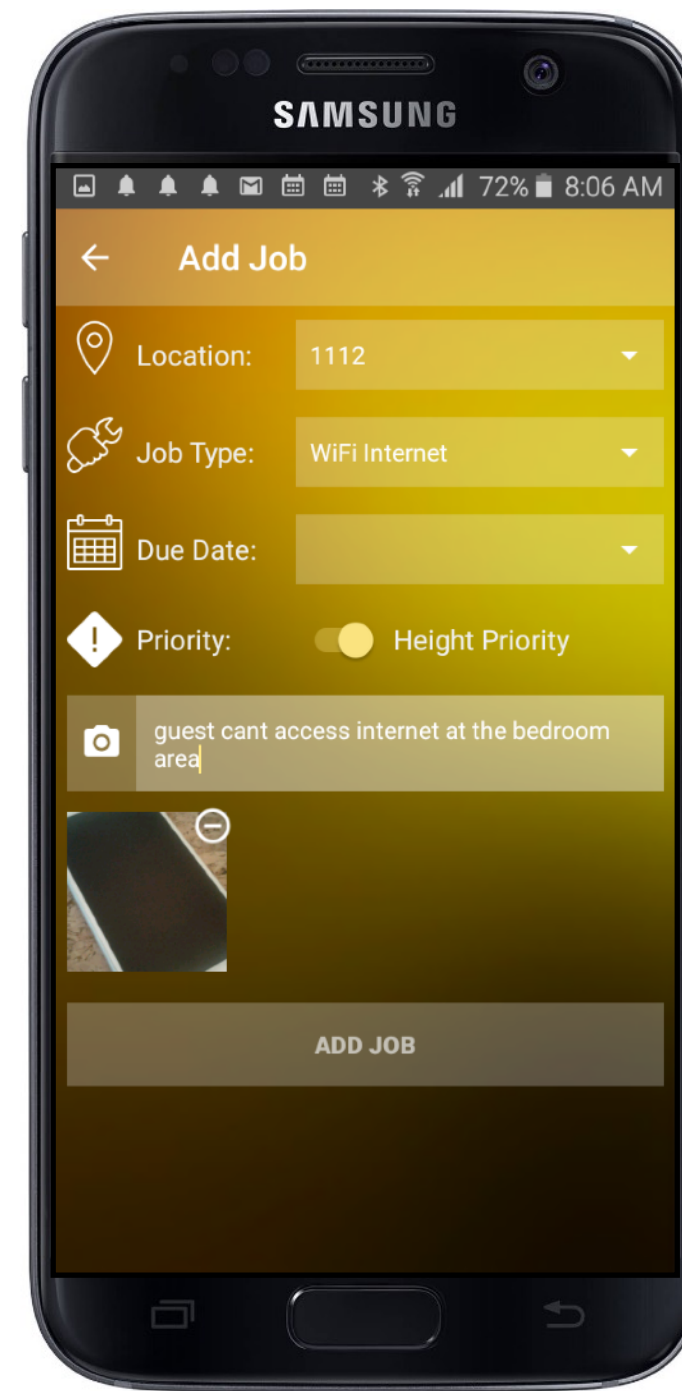 SAMSUNG
72% 8:06 AM
Add Job
Location: 1112
Job Type: WiFi Internet
Due Date:
Priority: Height Priority
guest cant access internet at the bedroom
area
ADD JOB